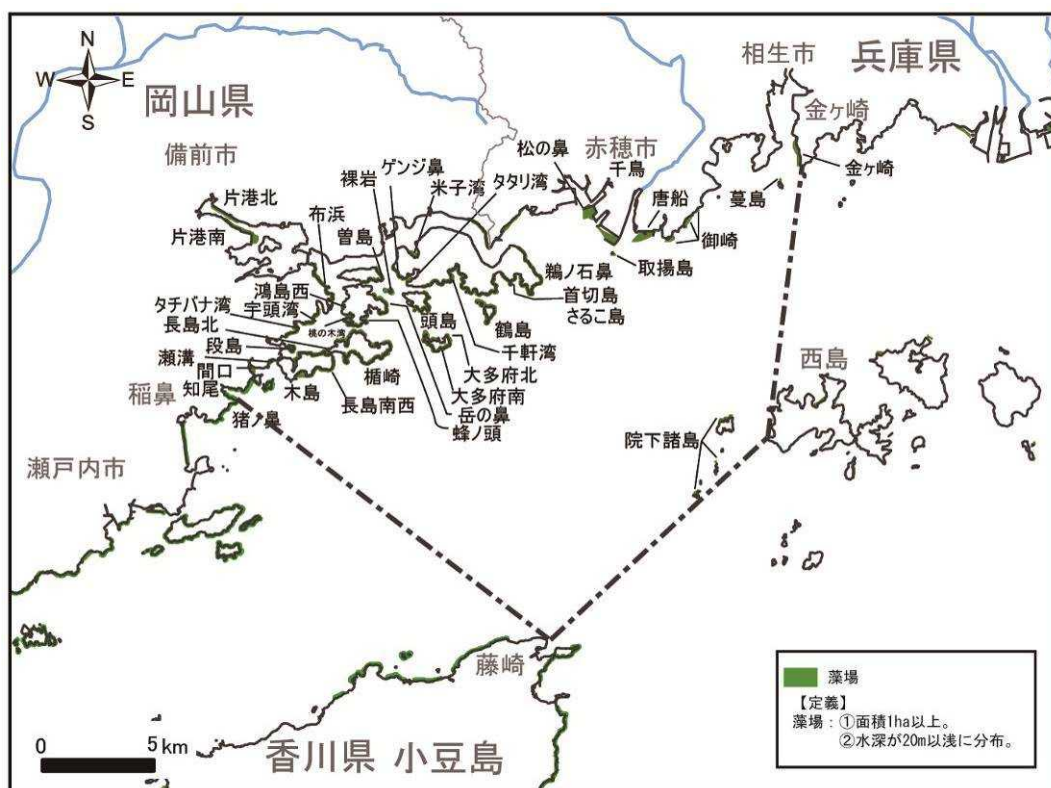 N
W
E
S
岡山県
備前市
片港北
片港南
布浜
裸岩
ゲンジ鼻
曽島
米子湾
タタリ湾
松の鼻
赤穂市
千鳥
唐船
相生市
兵庫県
金ヶ崎
金ヶ崎
蔓島
御崎
取揚島
鴻島西
タチバナ湾
宇頭湾
長島北
桃の木湾
段島
瀬溝
間口
知尾
稲鼻
猪ノ鼻
木島
長島南西
楯崎
頭島
鶴島
鵜ノ石鼻
首切島
さるこ島
千軒湾
大多府北
大多府南
岳の鼻
蜂ノ頭
西島
院下諸島
瀬戸内市
藤崎
香川県 小豆島
0
5km
藻場
【定義】
藻場：①面積1ha以上。
②水深が20m以浅に分布。